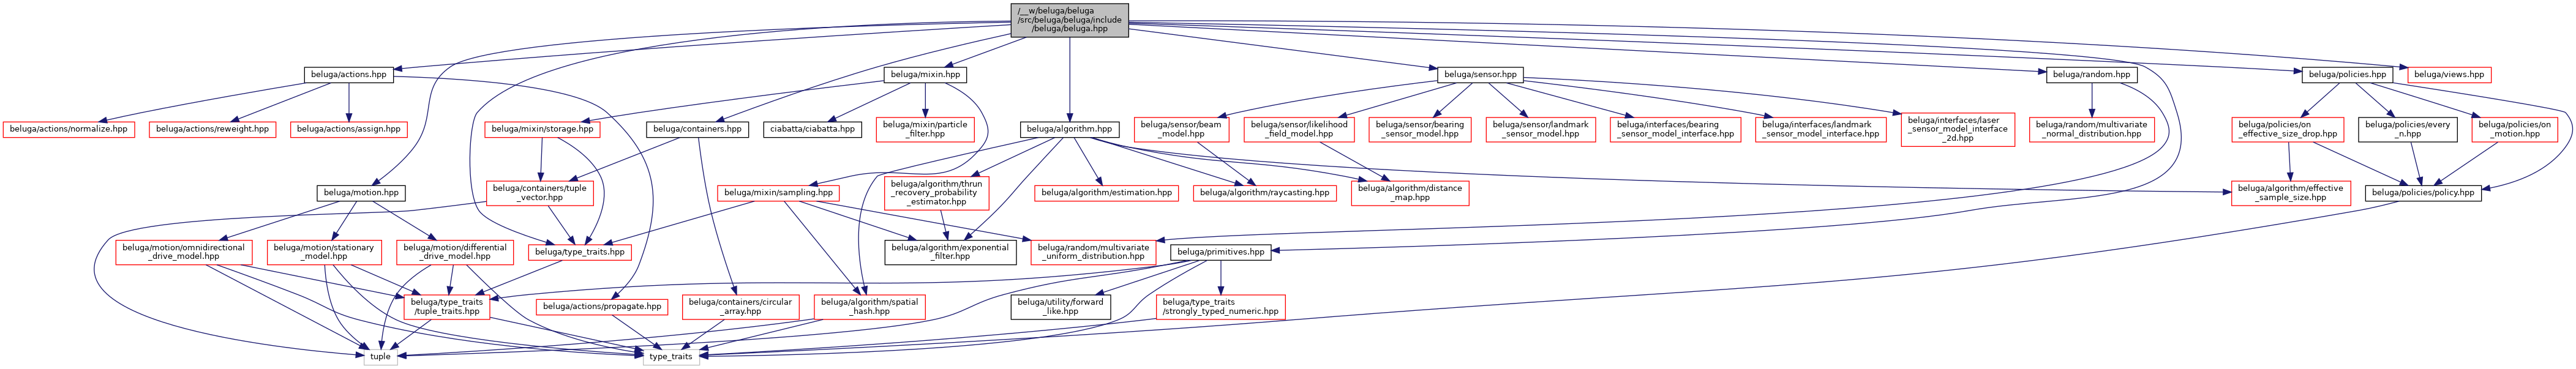 /__w/beluga/beluga
/src/beluga/beluga/include
/beluga/beluga.hpp
beluga/actions.hpp
beluga/mixin.hpp
beluga/sensor.hpp
beluga/random.hpp
beluga/policies.hpp
beluga/views.hpp
beluga/actions/normalize.hpp
beluga/actions/reweight.hpp
beluga/actions/assign.hpp
beluga/mixin/storage.hpp
beluga/containers.hpp
ciabatta/ciabatta.hpp
beluga/mixin/particle
_filter.hpp
beluga/algorithm.hpp
beluga/sensor/beam
_model.hpp
beluga/sensor/likelihood
_field_model.hpp
beluga/sensor/bearing
_sensor_model.hpp
beluga/sensor/landmark
_sensor_model.hpp
beluga/interfaces/bearing
_sensor_model_interface.hpp
beluga/interfaces/landmark
_sensor_model_interface.hpp
beluga/interfaces/laser
_sensor_model_interface
_2d.hpp
beluga/random/multivariate
_normal_distribution.hpp
beluga/policies/on
_effective_size_drop.hpp
beluga/policies/every
_n.hpp
beluga/policies/on
_motion.hpp
beluga/motion.hpp
beluga/containers/tuple
_vector.hpp
beluga/mixin/sampling.hpp
beluga/algorithm/thrun
_recovery_probability
_estimator.hpp
beluga/algorithm/estimation.hpp
beluga/algorithm/raycasting.hpp
beluga/algorithm/distance
_map.hpp
beluga/algorithm/effective
_sample_size.hpp
beluga/policies/policy.hpp
beluga/motion/omnidirectional
_drive_model.hpp
beluga/motion/stationary
_model.hpp
beluga/motion/differential
_drive_model.hpp
beluga/type_traits.hpp
beluga/algorithm/exponential
_filter.hpp
beluga/random/multivariate
_uniform_distribution.hpp
beluga/primitives.hpp
beluga/type_traits
/tuple_traits.hpp
beluga/actions/propagate.hpp
beluga/containers/circular
_array.hpp
beluga/algorithm/spatial
_hash.hpp
beluga/utility/forward
_like.hpp
beluga/type_traits
/strongly_typed_numeric.hpp
tuple
type_traits